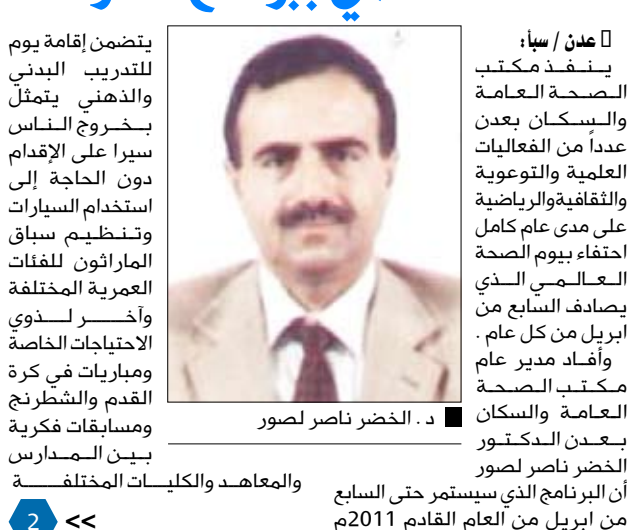 عدن / سبأ:
ينفذ مكتب
الصحة العامة
والسكان بعدن
عدداً من الفعاليات
العلمية والتوعوية
والثقافيةوالرياضية
على مدى عام كامل
احتفاء بيوم الصحة
العالمي الذي
يصادف السابع من
ابريل من كل عام .
وأفاد مدير عام
مكتب الصحة
العامة والسكان
بعدن الدكتور
الخضر ناصر لصور
أن البرنامج الذي سيستمر حتى السابع
من ابريل من العام القادم 2011م
د . الخضر ناصر لصور
يتضمن إقامة يوم
للتدريب البدني
والذهني يتمثل
بخروج الناس
سيرا على الإقدام
دون الحاجة إلى
استخدام السيارات
وتنظيم سباق
الماراثون للفئات
العمرية المختلفة
وآخر لذوي
الاحتياجات الخاصة
ومباريات في كرة
القدم والشطرنج
ومسابقات فكرية
بين المدارس
والمعاهد والكليات المختلفة
>> 2